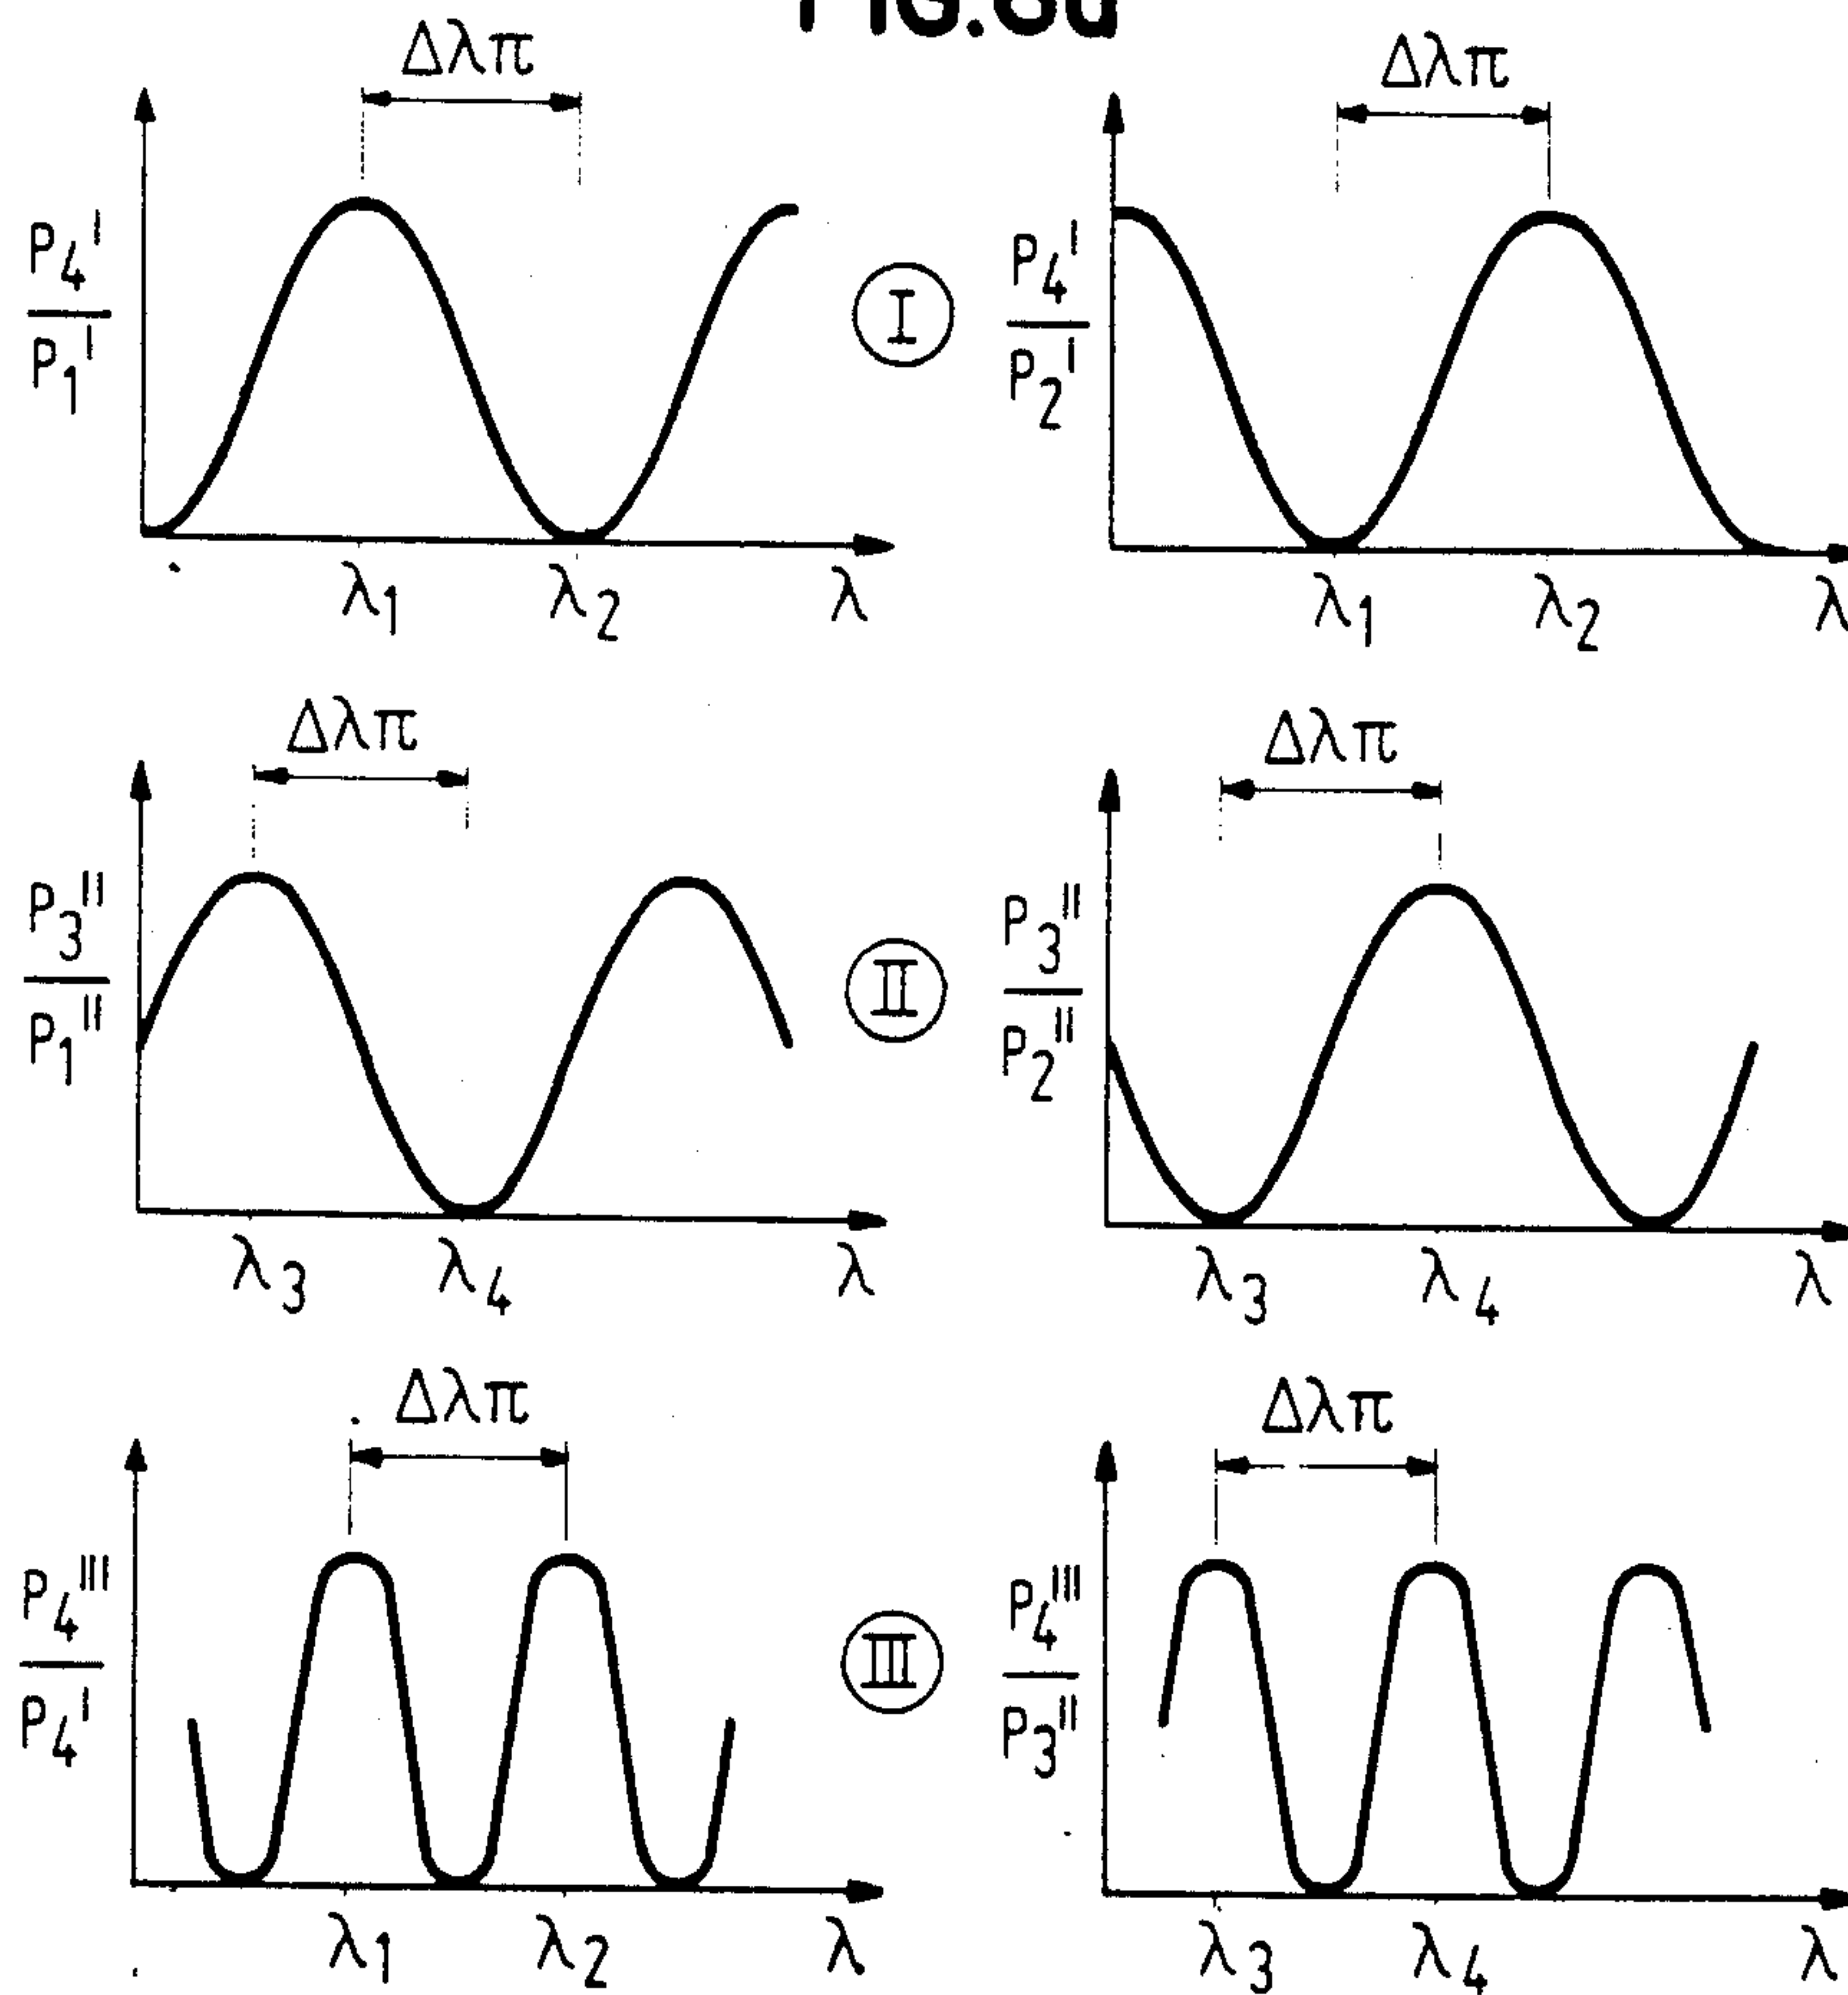 Δλπ
Δλπ
P4' / P1'
I
P4' / P2'
λ1 λ2 λ
λ1 λ2 λ
Δλπ
Δλπ
P3'' / P1''
II
P3'' / P2''
λ3 λ4 λ
λ3 λ4 λ
Δλπ
Δλπ
P4''' / P4'
III
P4''' / P3''
λ1 λ2 λ
λ3 λ4 λ